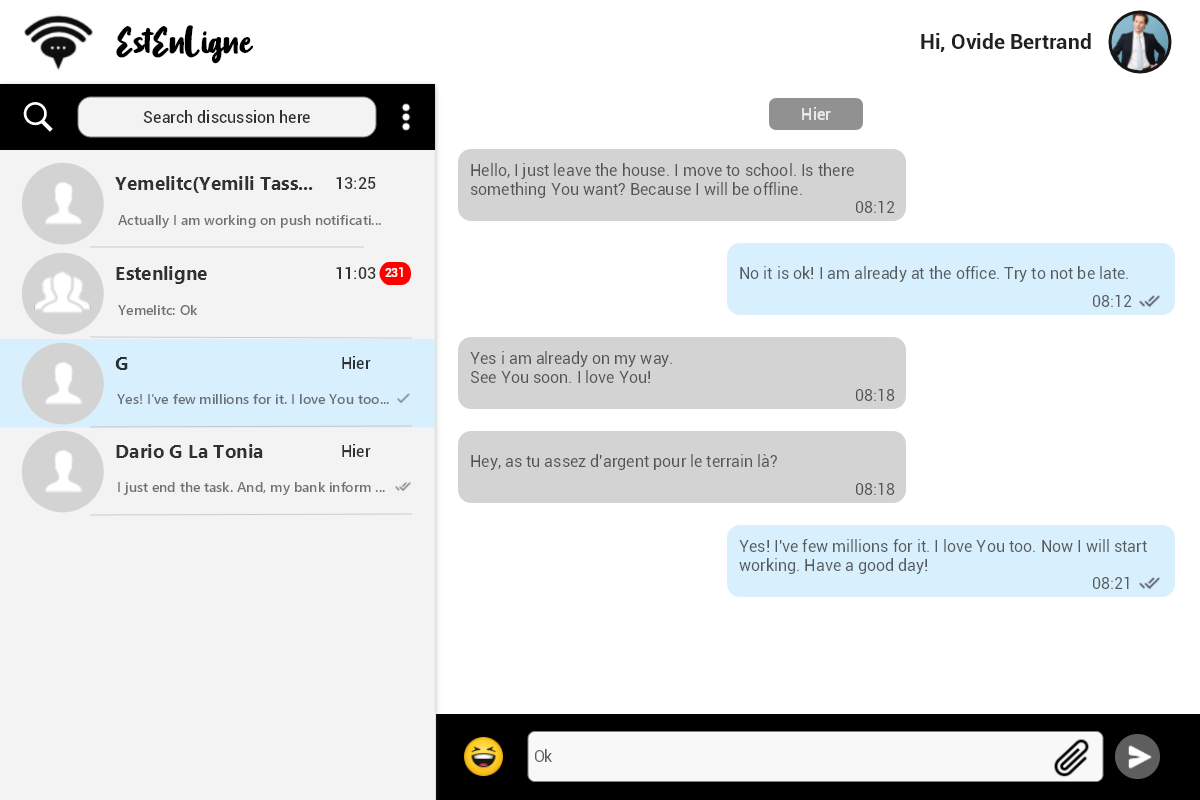 EstEnLigne
Hi, Ovide Bertrand
Search discussion here
Yemelitc(Yemili Tass... 13:25
Actually I am working on push notificati...
Estenligne 11:03 231
Yemelitc: Ok
G Hier
Yes! I've few millions for it. I love You too...
Dario G La Tonia Hier
I just end the task. And, my bank inform ...
Hier
Hello, I just leave the house. I move to school. Is there
something You want? Because I will be offline.
08:12
No it is ok! I am already at the office. Try to not be late.
08:12
Yes i am already on my way.
See You soon. I love You!
08:18
Hey, as tu assez d'argent pour le terrain là?
08:18
Yes! I've few millions for it. I love You too. Now I will start
working. Have a good day!
08:21
Ok